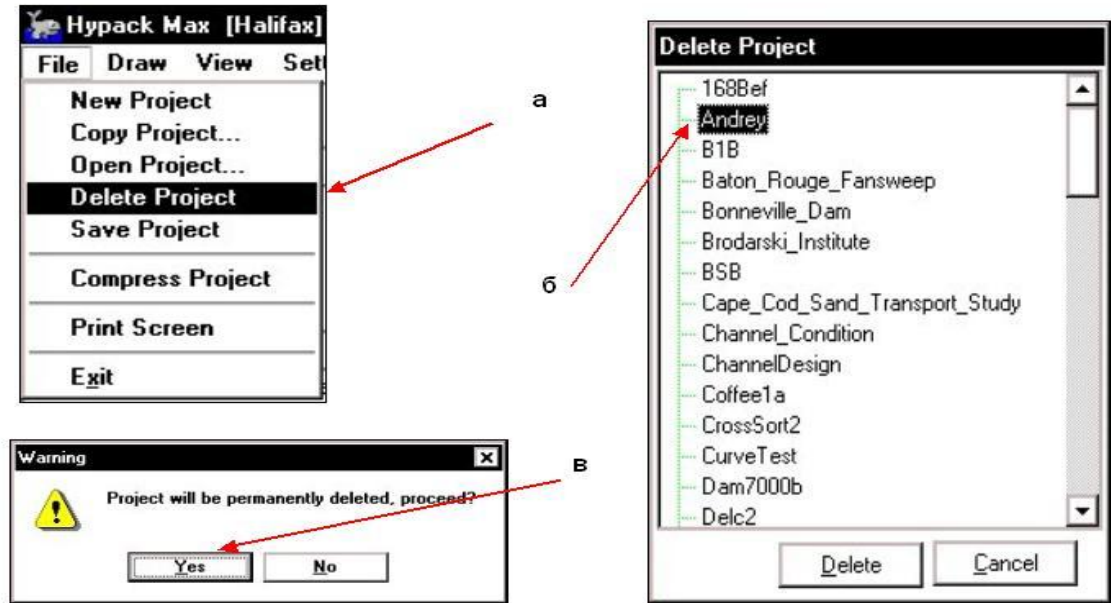 Hypack Max [Halifax]
File Draw View Sett
New Project
Copy Project...
Open Project...
Delete Project
Save Project
Compress Project
Print Screen
Exit
а
Delete Project
168Bef
Andrey
B1B
Baton_Rouge_Fansweep
Bonneville_Dam
Brodarski_Institute
BSB
Cape_Cod_Sand_Transport_Study
Channel_Condition
ChannelDesign
Coffee1a
CrossSort2
CurveTest
Dam7000b
Delc2
Delete Cancel
б
Warning
Project will be permanently deleted, proceed?
Yes No
в